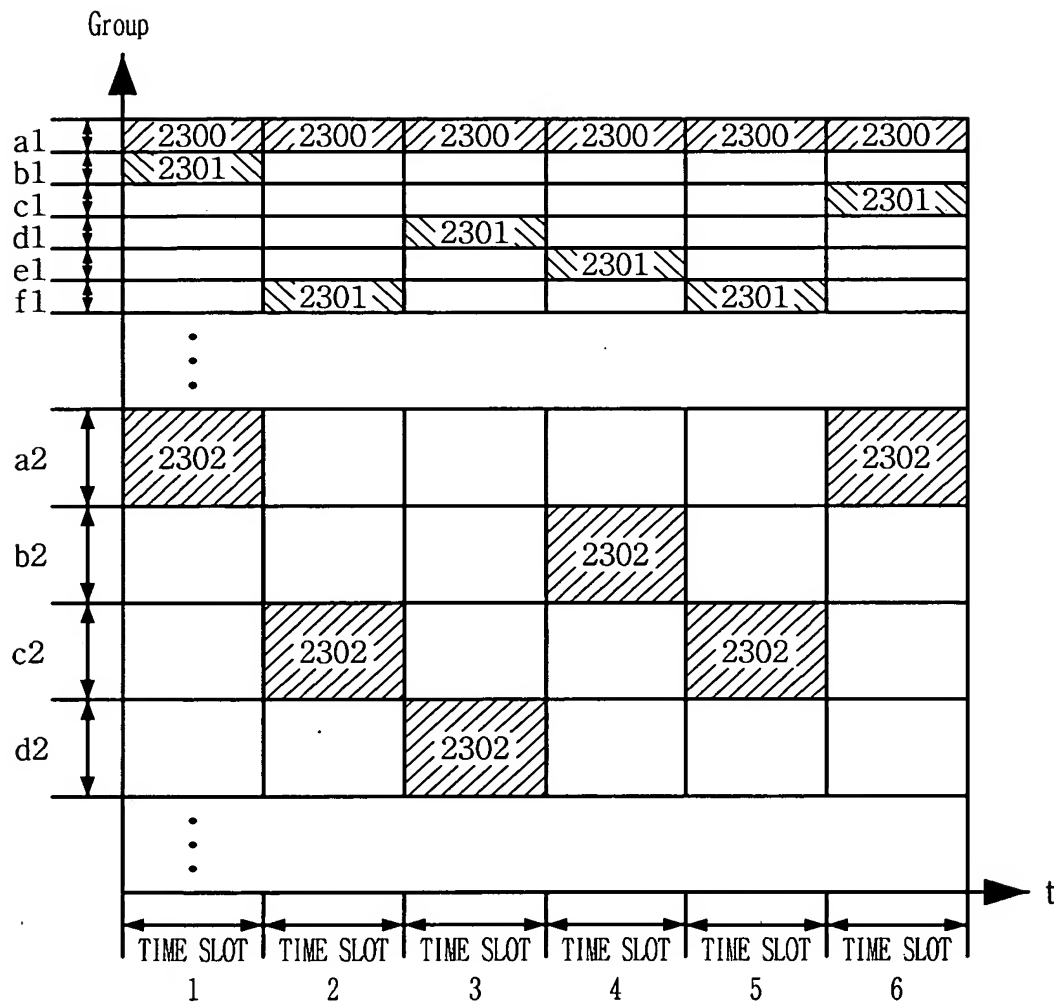 Group
a1 2300 2300 2300 2300 2300 2300
b1 2301
c1 2301
d1 2301
e1 2301
f1 2301 2301
a2 2302 2302
b2 2302
c2 2302 2302
d2 2302
t
TIME SLOT TIME SLOT TIME SLOT TIME SLOT TIME SLOT TIME SLOT
1 2 3 4 5 6